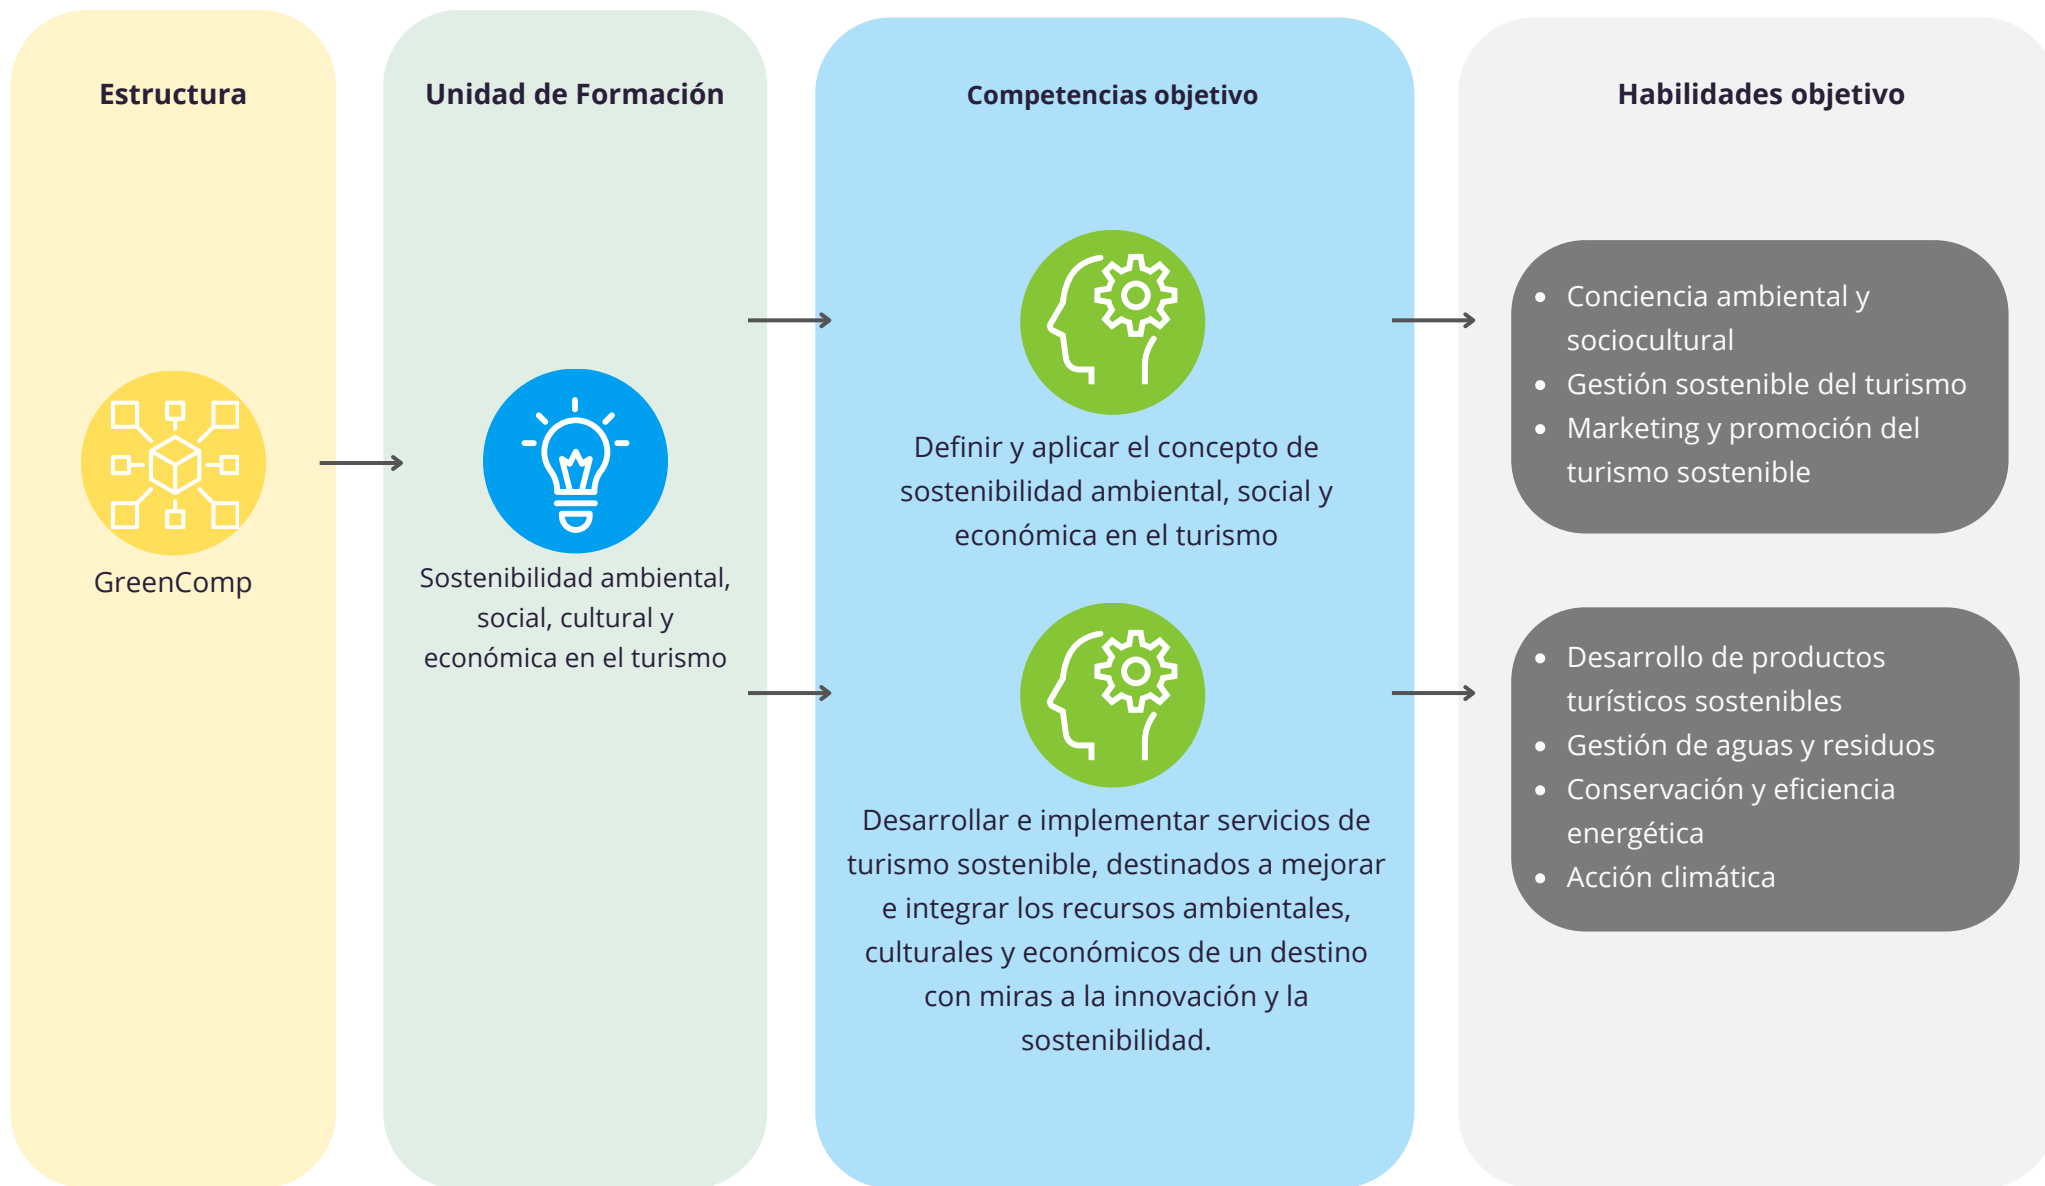 Estructura
GreenComp
Unidad de Formación
Sostenibilidad ambiental,
social, cultural y
económica en el turismo
Competencias objetivo
Definir y aplicar el concepto de
sostenibilidad ambiental, social y
económica en el turismo
Desarrollar e implementar servicios de
turismo sostenible, destinados a mejorar
e integrar los recursos ambientales,
culturales y económicos de un destino
con miras a la innovación y la
sostenibilidad.
Habilidades objetivo
• Conciencia ambiental y
sociocultural
• Gestión sostenible del turismo
• Marketing y promoción del
turismo sostenible
• Desarrollo de productos
turísticos sostenibles
• Gestión de aguas y residuos
• Conservación y eficiencia
energética
• Acción climática